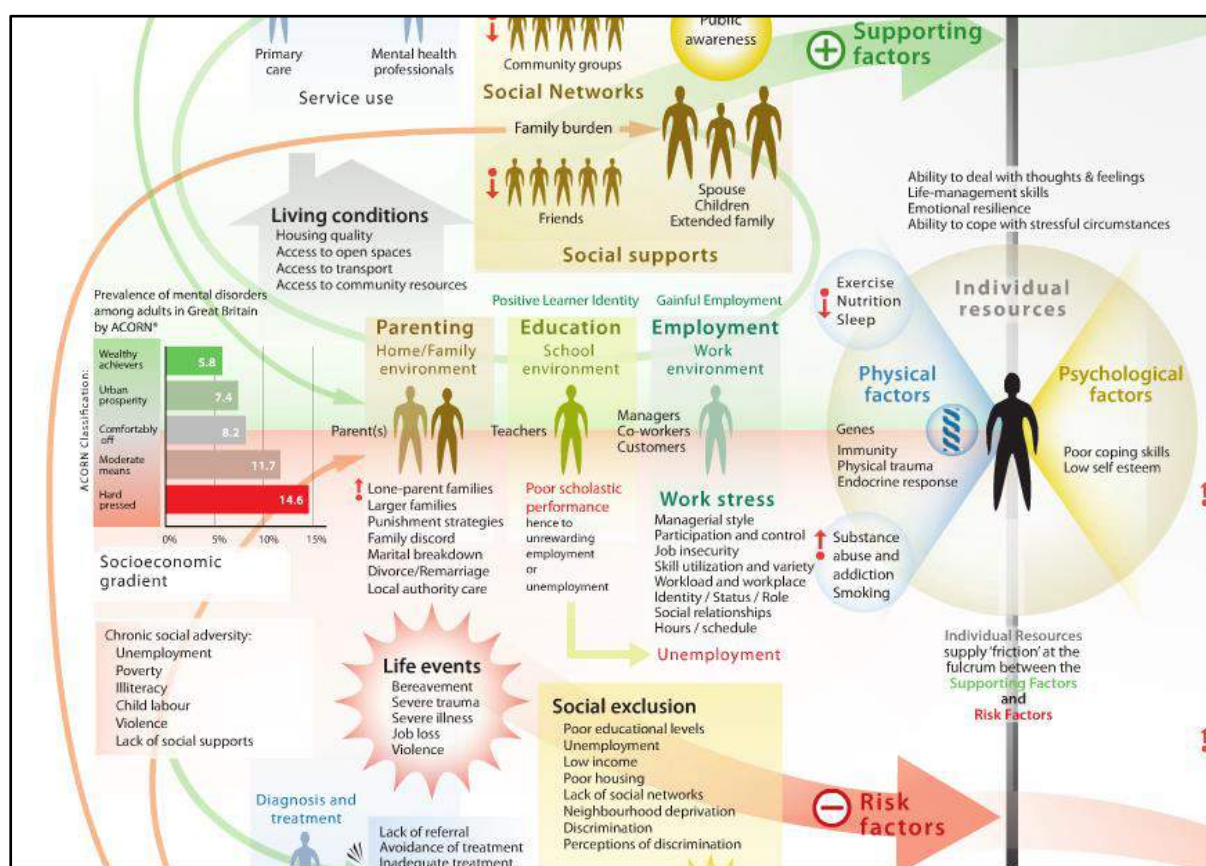 Primary
care
Mental health
professionals
Service use
Community groups
Social Networks
Family burden
Friends
Social supports
Public
awareness
Spouse
Children
Extended family
+ Supporting
factors
Living conditions
Housing quality
Access to open spaces
Access to transport
Access to community resources
Prevalence of mental disorders
among adults in Great Britain
by ACORN*
ACORN Classification:
Wealthy
achievers
5.8
Urban
prosperity
7.4
Comfortably
off
8.2
Moderate
means
11.7
Hard
pressed
14.6
0% 5% 10% 15%
Socioeconomic
gradient
Parenting
Home/Family
environment
Parent(s)
Lone-parent families
Larger families
Punishment strategies
Family discord
Marital breakdown
Divorce/Remarriage
Local authority care
Positive Learner Identity
Education
School
environment
Teachers
Poor scholastic
performance
hence to
unrewarding
employment
or
unemployment
Gainful Employment
Employment
Work
environment
Managers
Co-workers
Customers
Work stress
Managerial style
Participation and control
Job insecurity
Skill utilization and variety
Workload and workplace
Identity / Status / Role
Social relationships
Hours / schedule
Unemployment
Ability to deal with thoughts & feelings
Life-management skills
Emotional resilience
Ability to cope with stressful circumstances
Individual
resources
Exercise
Nutrition
Sleep
Physical
factors
Genes
Immunity
Physical trauma
Endocrine response
Substance
abuse and
addiction
Smoking
Psychological
factors
Poor coping skills
Low self esteem
Individual Resources
supply 'friction' at the
fulcrum between the
Supporting Factors
and
Risk Factors
Chronic social adversity:
Unemployment
Poverty
Illiteracy
Child labour
Violence
Lack of social supports
Life events
Bereavement
Severe trauma
Severe illness
Job loss
Violence
Social exclusion
Poor educational levels
Unemployment
Low income
Poor housing
Lack of social networks
Neighbourhood deprivation
Discrimination
Perceptions of discrimination
Risk
factors
Diagnosis and
treatment
Lack of referral
Avoidance of treatment
Inadequate treatment